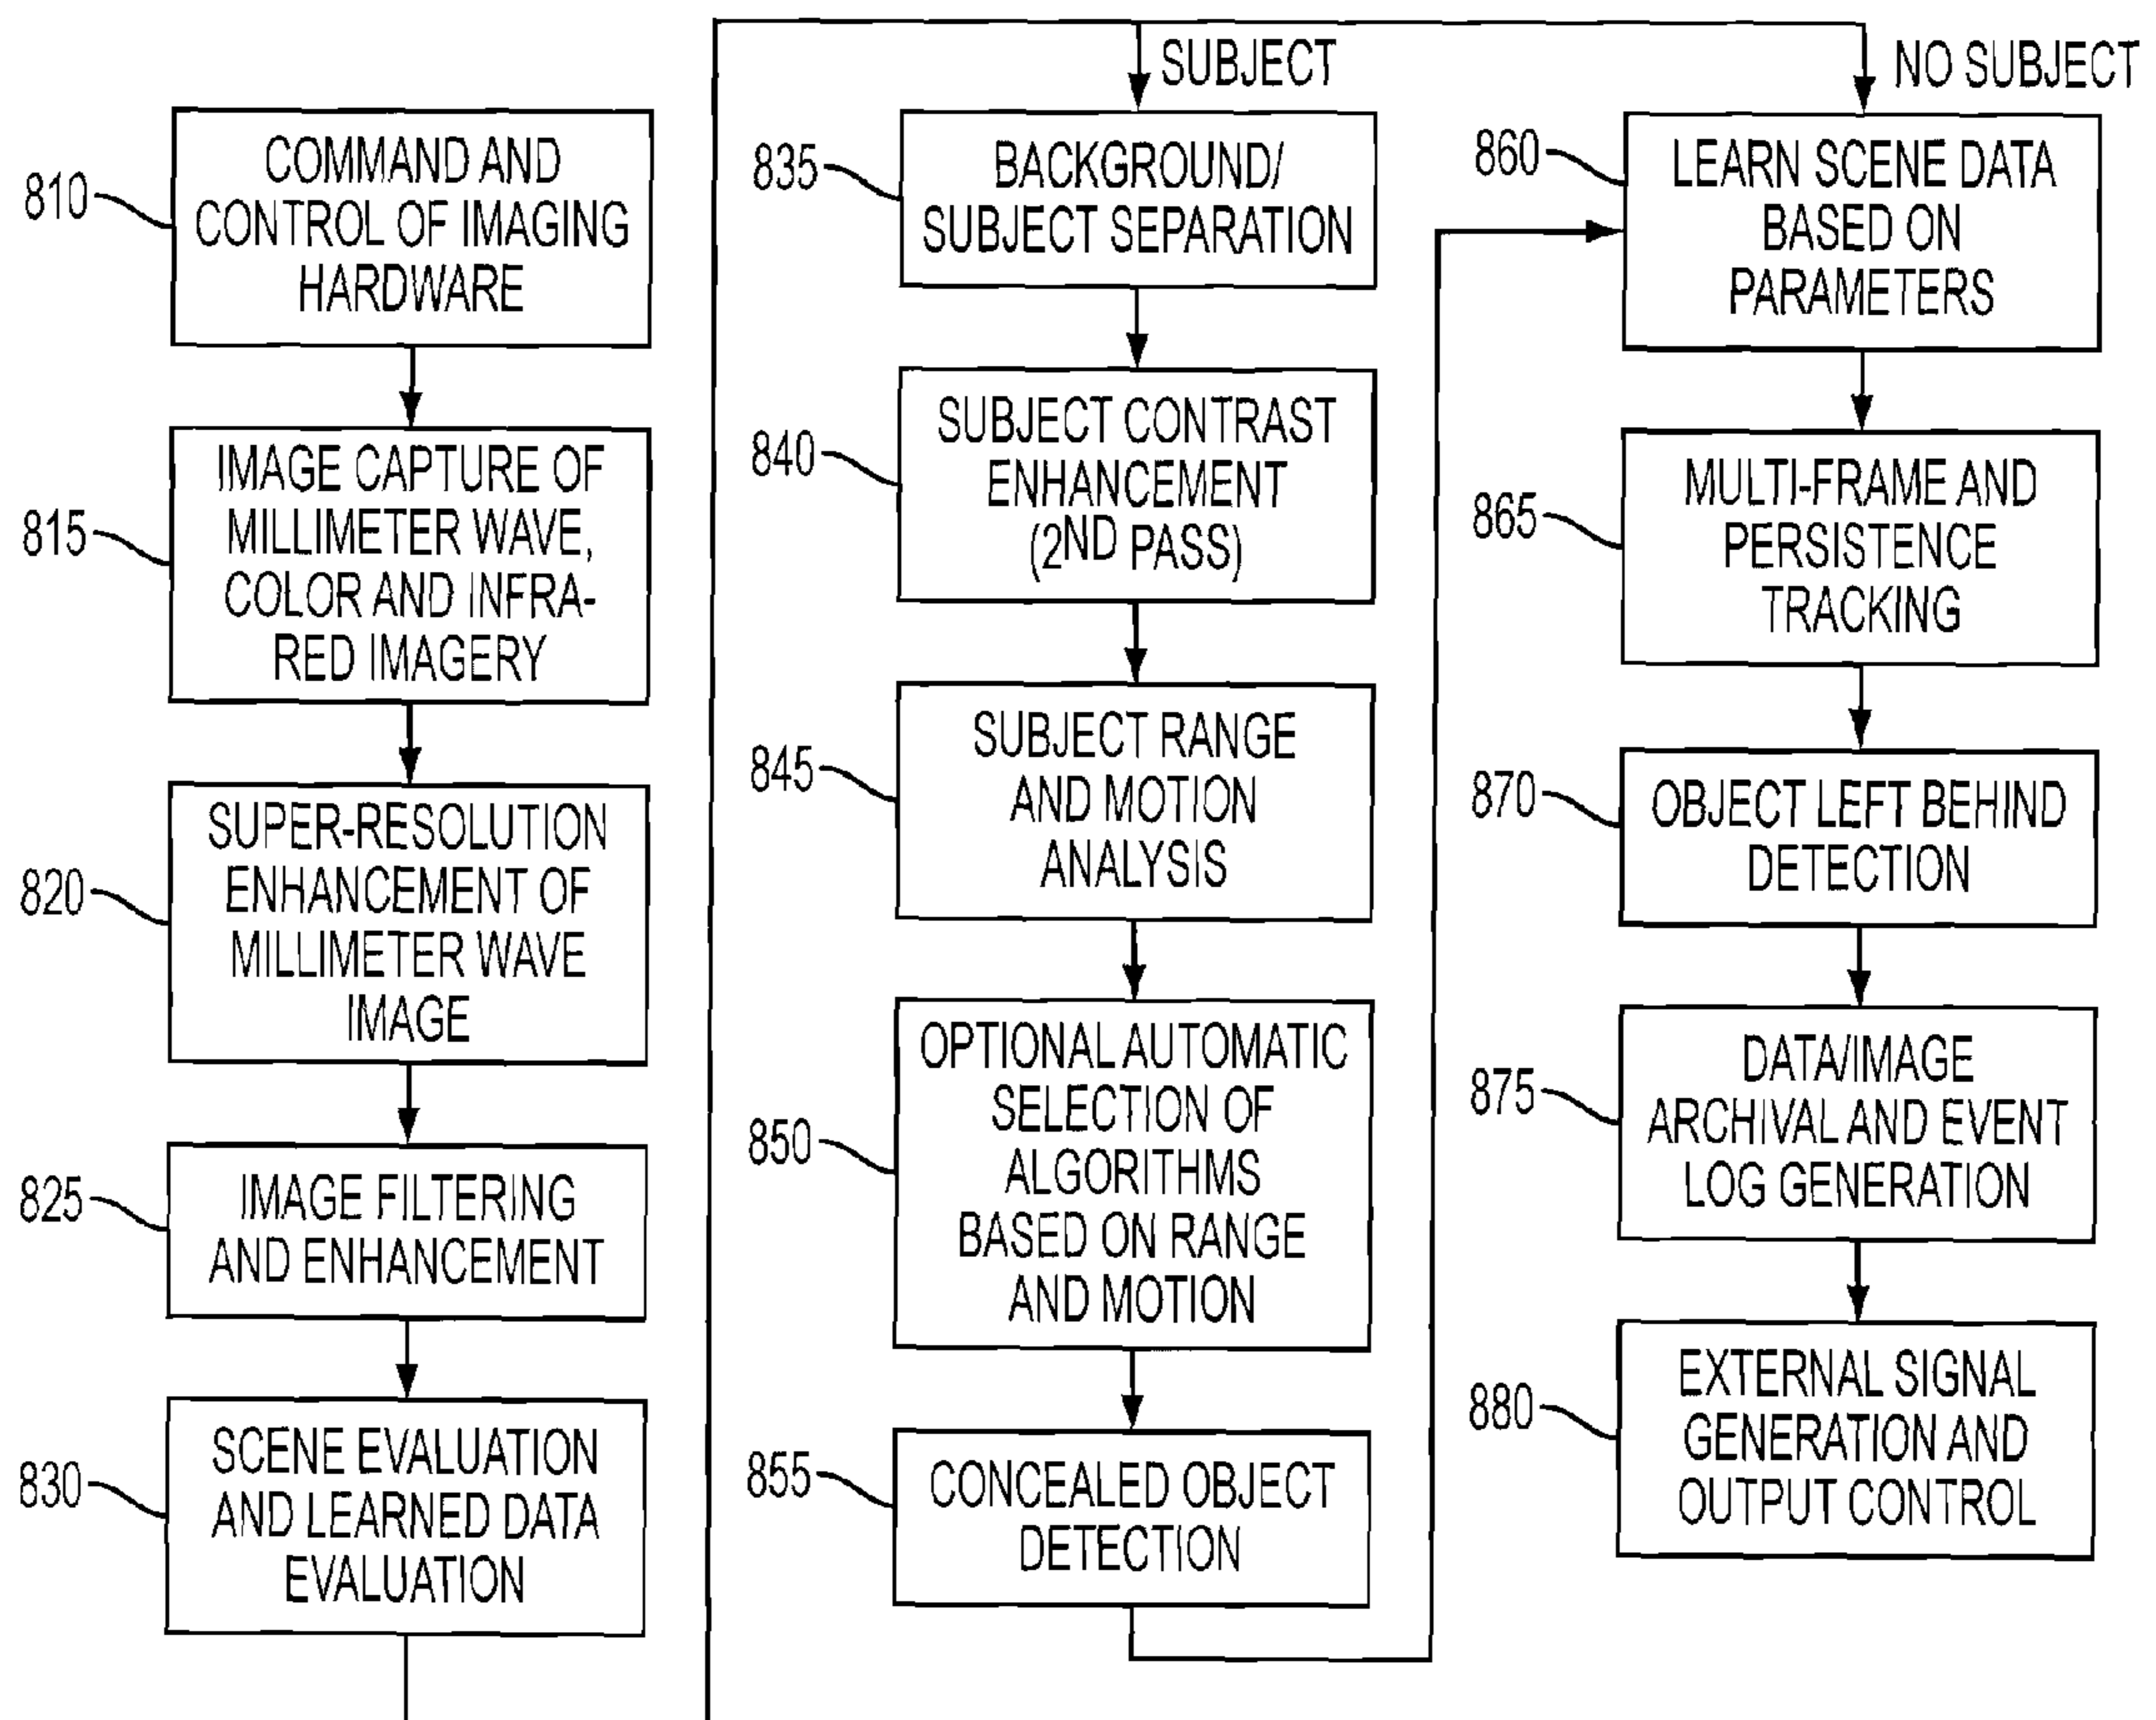 810
COMMAND AND
CONTROL OF IMAGING
HARDWARE
815
IMAGE CAPTURE OF
MILLIMETER WAVE,
COLOR AND INFRA-
RED IMAGERY
820
SUPER-RESOLUTION
ENHANCEMENT OF
MILLIMETER WAVE
IMAGE
825
IMAGE FILTERING
AND ENHANCEMENT
830
SCENE EVALUATION
AND LEARNED DATA
EVALUATION
SUBJECT
835
BACKGROUND/
SUBJECT SEPARATION
840
SUBJECT CONTRAST
ENHANCEMENT
(2ND PASS)
845
SUBJECT RANGE
AND MOTION
ANALYSIS
850
OPTIONAL AUTOMATIC
SELECTION OF
ALGORITHMS
BASED ON RANGE
AND MOTION
855
CONCEALED OBJECT
DETECTION
NO SUBJECT
860
LEARN SCENE DATA
BASED ON
PARAMETERS
865
MULTI-FRAME AND
PERSISTENCE
TRACKING
870
OBJECT LEFT BEHIND
DETECTION
875
DATA/IMAGE
ARCHIVAL AND EVENT
LOG GENERATION
880
EXTERNAL SIGNAL
GENERATION AND
OUTPUT CONTROL